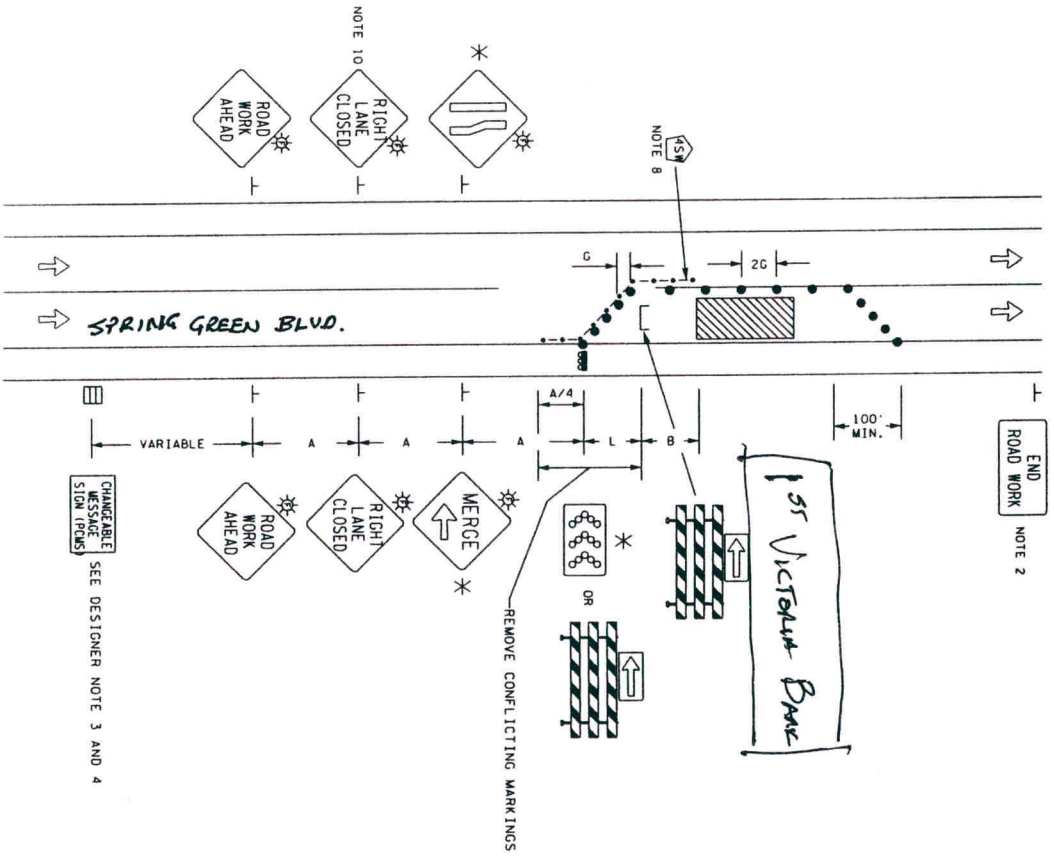 NOTE 10
ROAD
WORK
AHEAD
RIGHT
LANE
CLOSED
*
4SW
NOTE 8
G
2G
SPRING GREEN BLVD.
END
ROAD WORK
NOTE 2
VARIABLE
A
A
A
A/4
L
B
100'
MIN.
CHANGEABLE
MESSAGE
SIGN (PCMS)
SEE DESIGNER NOTE 3 AND 4
ROAD
WORK
AHEAD
RIGHT
LANE
CLOSED
MERGE
*
*
OR
REMOVE CONFLICTING MARKINGS
1ST VICTORIA BANK